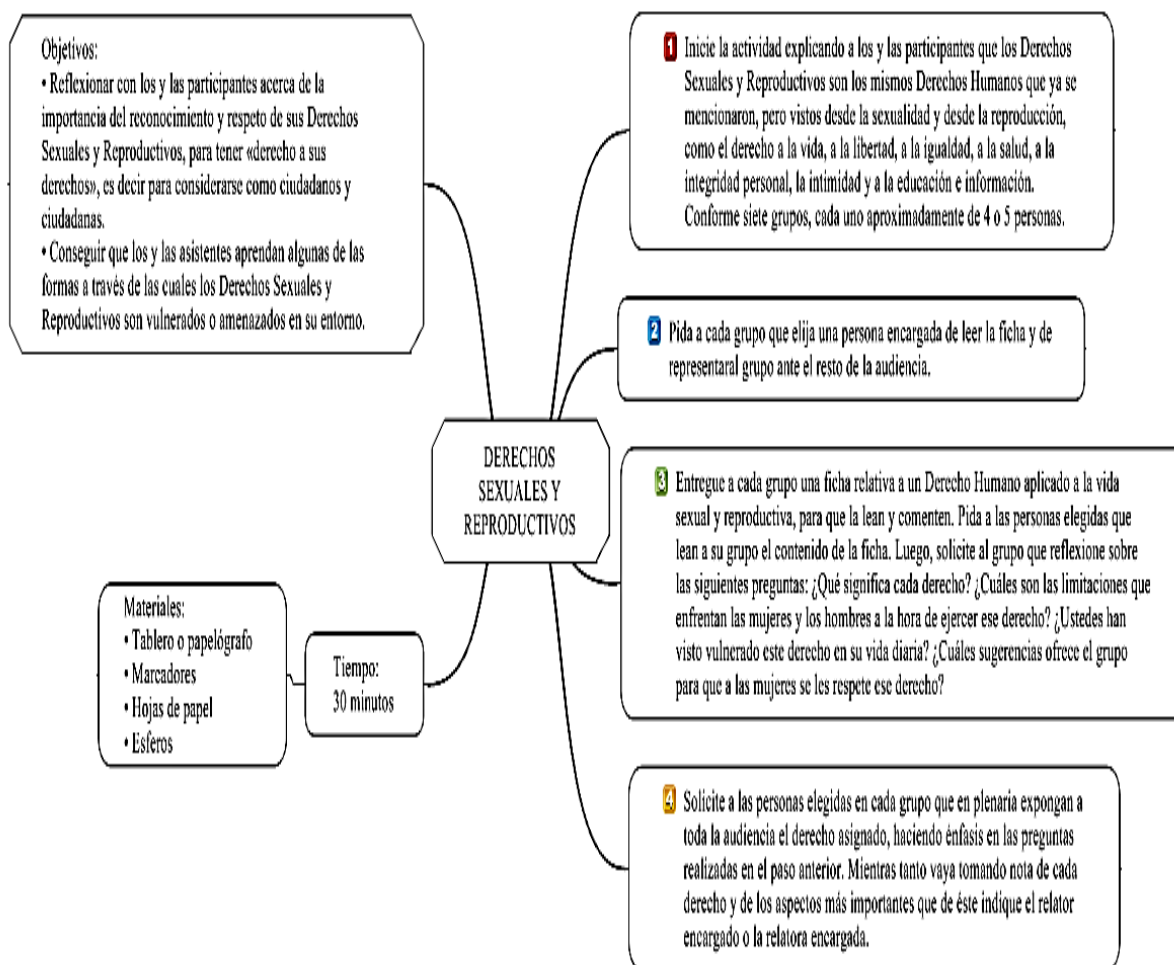 Objetivos:
• Reflexionar con los y las participantes acerca de la
importancia del reconocimiento y respeto de sus Derechos
Sexuales y Reproductivos, para tener «derecho a sus
derechos», es decir para considerarse como ciudadanos y
ciudadanas.
• Conseguir que los y las asistentes aprendan algunas de las
formas a través de las cuales los Derechos Sexuales y
Reproductivos son vulnerados o amenazados en su entorno.
DERECHOS
SEXUALES Y
REPRODUCTIVOS
Materiales:
• Tablero o papelógrafo
• Marcadores
• Hojas de papel
• Esferos
Tiempo:
30 minutos
1 Inicie la actividad explicando a los y las participantes que los Derechos
Sexuales y Reproductivos son los mismos Derechos Humanos que ya se
mencionaron, pero vistos desde la sexualidad y desde la reproducción,
como el derecho a la vida, a la libertad, a la igualdad, a la salud, a la
integridad personal, la intimidad y a la educación e información.
Conforme siete grupos, cada uno aproximadamente de 4 o 5 personas.
2 Pida a cada grupo que elija una persona encargada de leer la ficha y de
representaral grupo ante el resto de la audiencia.
3 Entregue a cada grupo una ficha relativa a un Derecho Humano aplicado a la vida
sexual y reproductiva, para que la lean y comenten. Pida a las personas elegidas que
lean a su grupo el contenido de la ficha. Luego, solicite al grupo que reflexione sobre
las siguientes preguntas: ¿Qué significa cada derecho? ¿Cuáles son las limitaciones que
enfrentan las mujeres y los hombres a la hora de ejercer ese derecho? ¿Ustedes han
visto vulnerado este derecho en su vida diaria? ¿Cuáles sugerencias ofrece el grupo
para que a las mujeres se les respete ese derecho?
4 Solicite a las personas elegidas en cada grupo que en plenaria expongan a
toda la audiencia el derecho asignado, haciendo énfasis en las preguntas
realizadas en el paso anterior. Mientras tanto vaya tomando nota de cada
derecho y de los aspectos más importantes que de éste indique el relator
encargado o la relatora encargada.